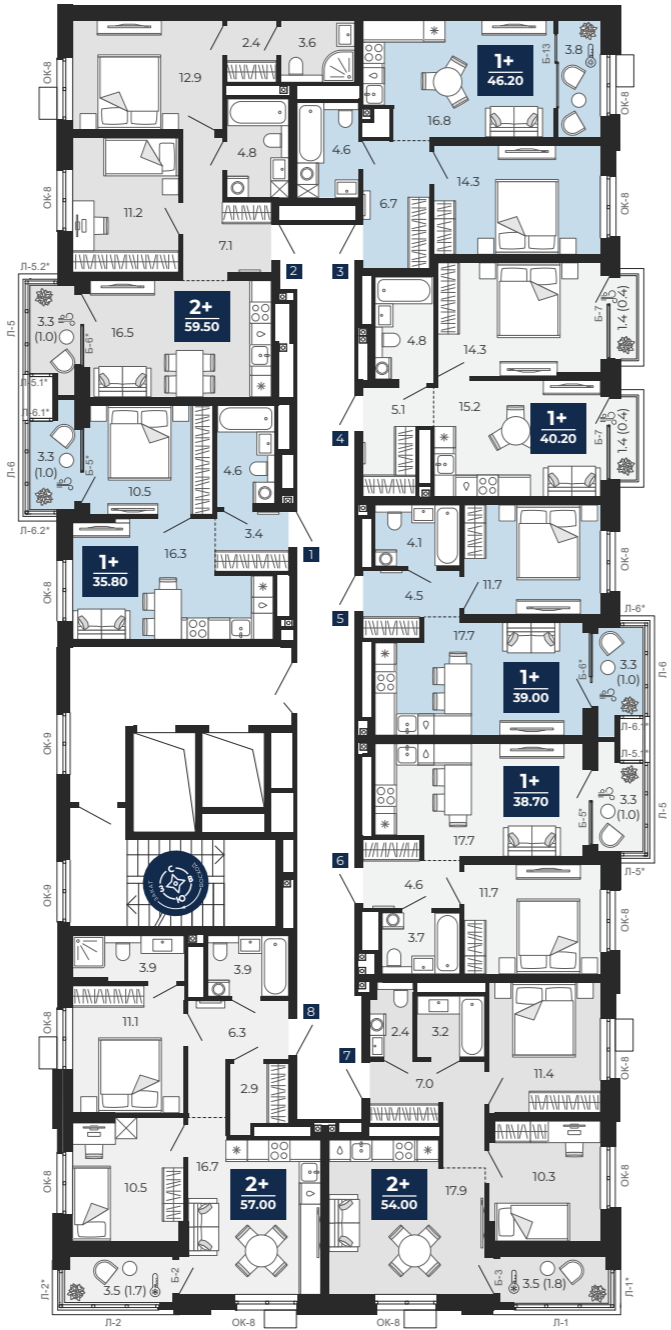 2.4
3.6
ОК-8
12.9
1+
46.20
Б-13
3.8
ОК-8
16.8
4.8
4.6
ОК-8
11.2
7.1
6.7
14.3
ОК-8
2
3
Л-5.2*
Л-5
3.3
(1.0)
Б-6*
16.5
2+
59.50
4.8
14.3
Б-7
1.4 (0.4)
Л-5.1*
Л-6.1*
5.1
15.2
1+
40.20
Б-7
1.4 (0.4)
4
Л-6
3.3
(1.0)
Б-5*
10.5
4.6
Л-6.2*
3.4
1
16.3
1+
35.80
ОК-8
4.1
11.7
ОК-8
4.5
5
17.7
1+
39.00
Б-6*
3.3
(1.0)
Л-6*
Л-6
Л-6.1*
ОК-9
1+
38.70
17.7
Б-5*
3.3
(1.0)
Л-5.1*
Л-5
Л-5*
ОК-9
С
В
Ю
З
6
4.6
11.7
3.7
ОК-8
3.9
3.9
ОК-8
11.1
6.3
8
2.9
7
2.4
3.2
7.0
11.4
ОК-8
ОК-8
10.5
16.7
2+
57.00
2+
54.00
17.9
10.3
ОК-8
Л-2*
3.5 (1.7)
Б-2
Б-3
3.5 (1.8)
Л-1*
Л-2
ОК-8
ОК-8
Л-1